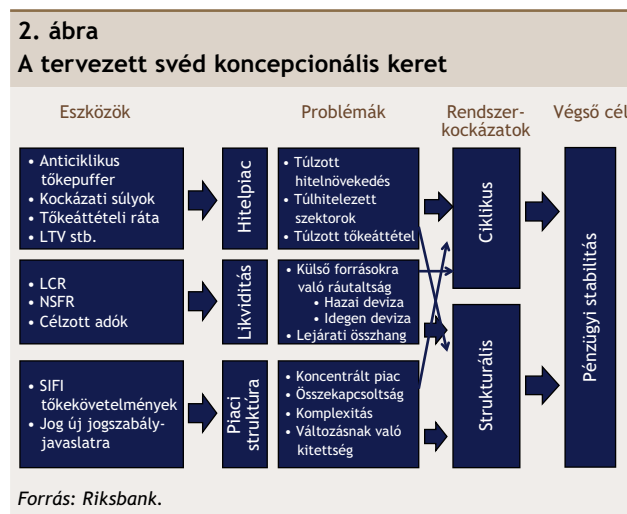 2. ábra
A tervezett svéd koncepcionális keret
Eszközök
Problémák
Rendszer-
kockázatok
Végső cél
• Anticiklikus
tőkepuffer
• Kockázati súlyok
• Tőkeáttételi ráta
• LTV stb.
Hitelpiac
• Túlzott
hitelnövekedés
• Túlhitelezett
szektorok
• Túlzott tőkeáttétel
Ciklikus
• LCR
• NSFR
• Célzott adók
Likviditás
• Külső forrásokra
való ráutaltság
• Hazai deviza
• Idegen deviza
• Lejárati összhang
Strukturális
Pénzügyi stabilitás
• SIFI
tőkekövetelmények
• Jog új jogszabály-
javaslatra
Piaci
struktúra
• Koncentrált piac
• Összekapcsoltság
• Komplexitás
• Változásnak való
kitettség
Forrás: Riksbank.